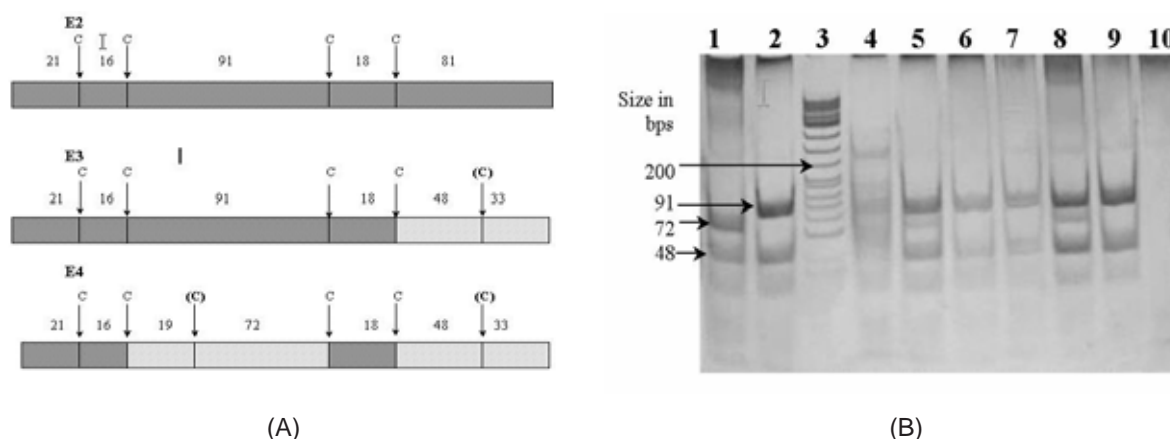 E2
C C C C
21 16 91 18 81
E3
C C C C (C)
21 16 91 18 48 33
E4
C C (C) C C (C)
21 16 19 72 18 48 33
(A)
1 2 3 4 5 6 7 8 9 10
Size in
bps
200
91
72
48
(B)